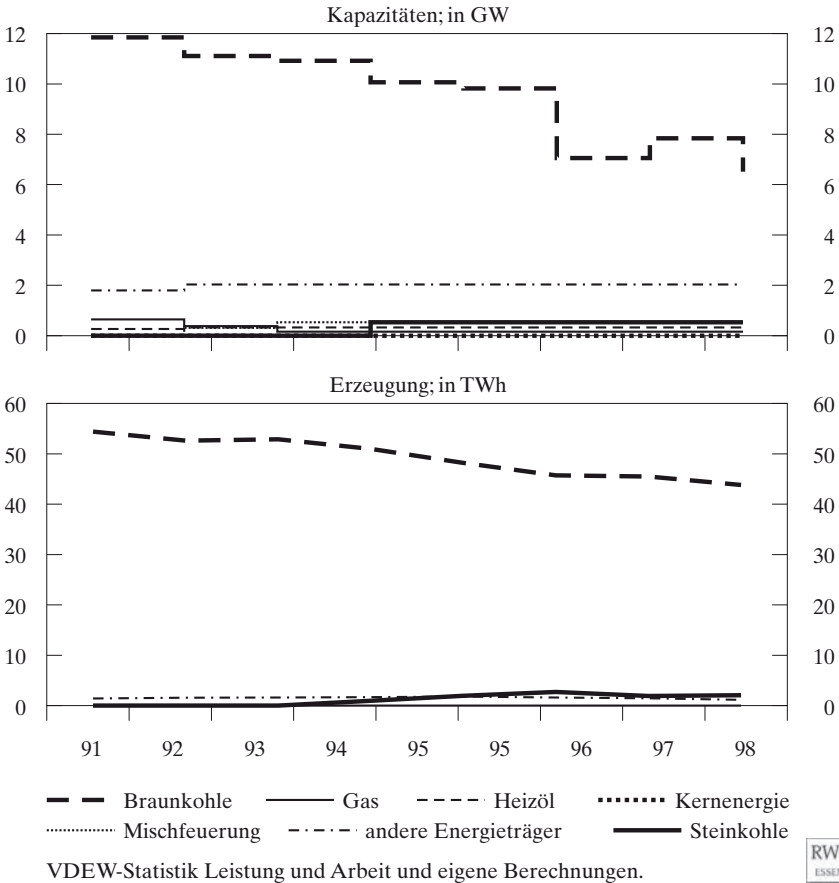 Kapazitäten; in GW
12 12
10 10
8 8
6 6
4 4
2 2
0 0
Erzeugung; in TWh
60 60
50 50
40 40
30 30
20 20
10 10
0 0
91 92 93 94 95 95 96 97 98
Braunkohle Gas Heizöl Kernenergie
Mischfeuerung andere Energieträger Steinkohle
VDEW-Statistik Leistung und Arbeit und eigene Berechnungen.
RW
ESSE